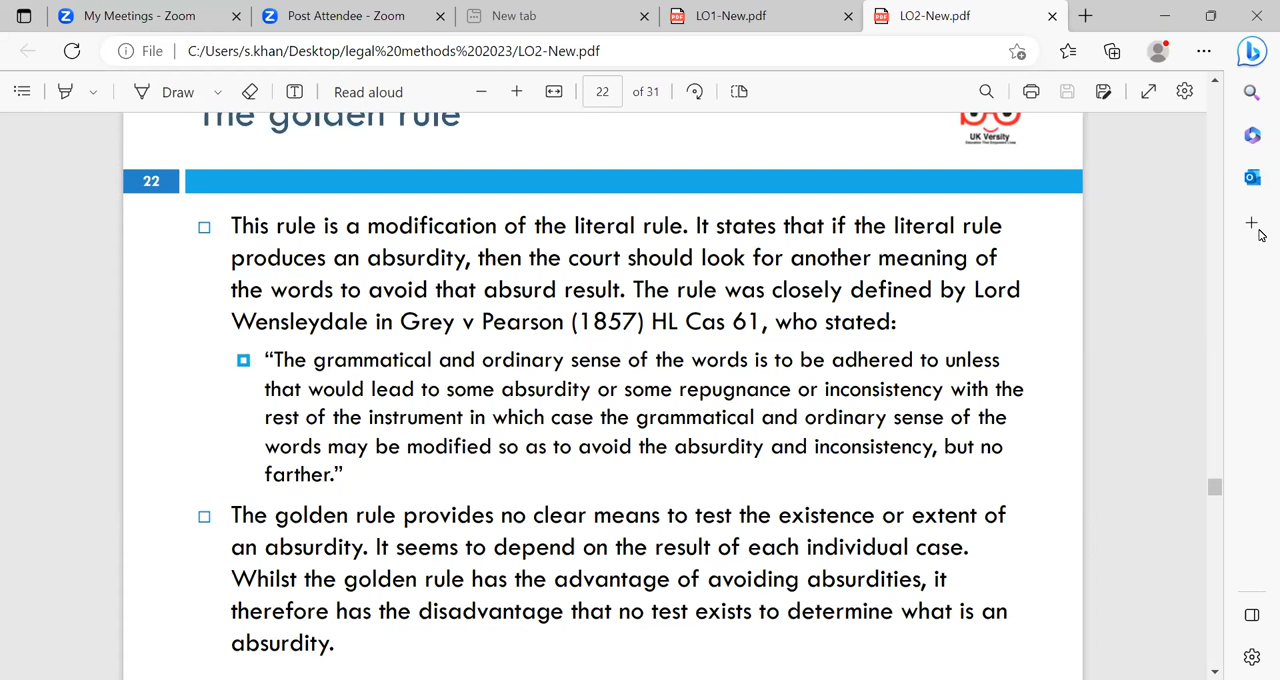 My Meetings - Zoom
Post Attendee - Zoom
New tab
LO1-New.pdf
LO2-New.pdf
File
C:/Users/s.khan/Desktop/legal%20methods%202023/LO2-New.pdf
Draw
Read aloud
22
of 31
The golden rule
UK Versity
22
This rule is a modification of the literal rule. It states that if the literal rule
produces an absurdity, then the court should look for another meaning of
the words to avoid that absurd result. The rule was closely defined by Lord
Wensleydale in Grey v Pearson (1857) HL Cas 61, who stated:
“The grammatical and ordinary sense of the words is to be adhered to unless
that would lead to some absurdity or some repugnance or inconsistency with the
rest of the instrument in which case the grammatical and ordinary sense of the
words may be modified so as to avoid the absurdity and inconsistency, but no
farther.”
The golden rule provides no clear means to test the existence or extent of
an absurdity. It seems to depend on the result of each individual case.
Whilst the golden rule has the advantage of avoiding absurdities, it
therefore has the disadvantage that no test exists to determine what is an
absurdity.